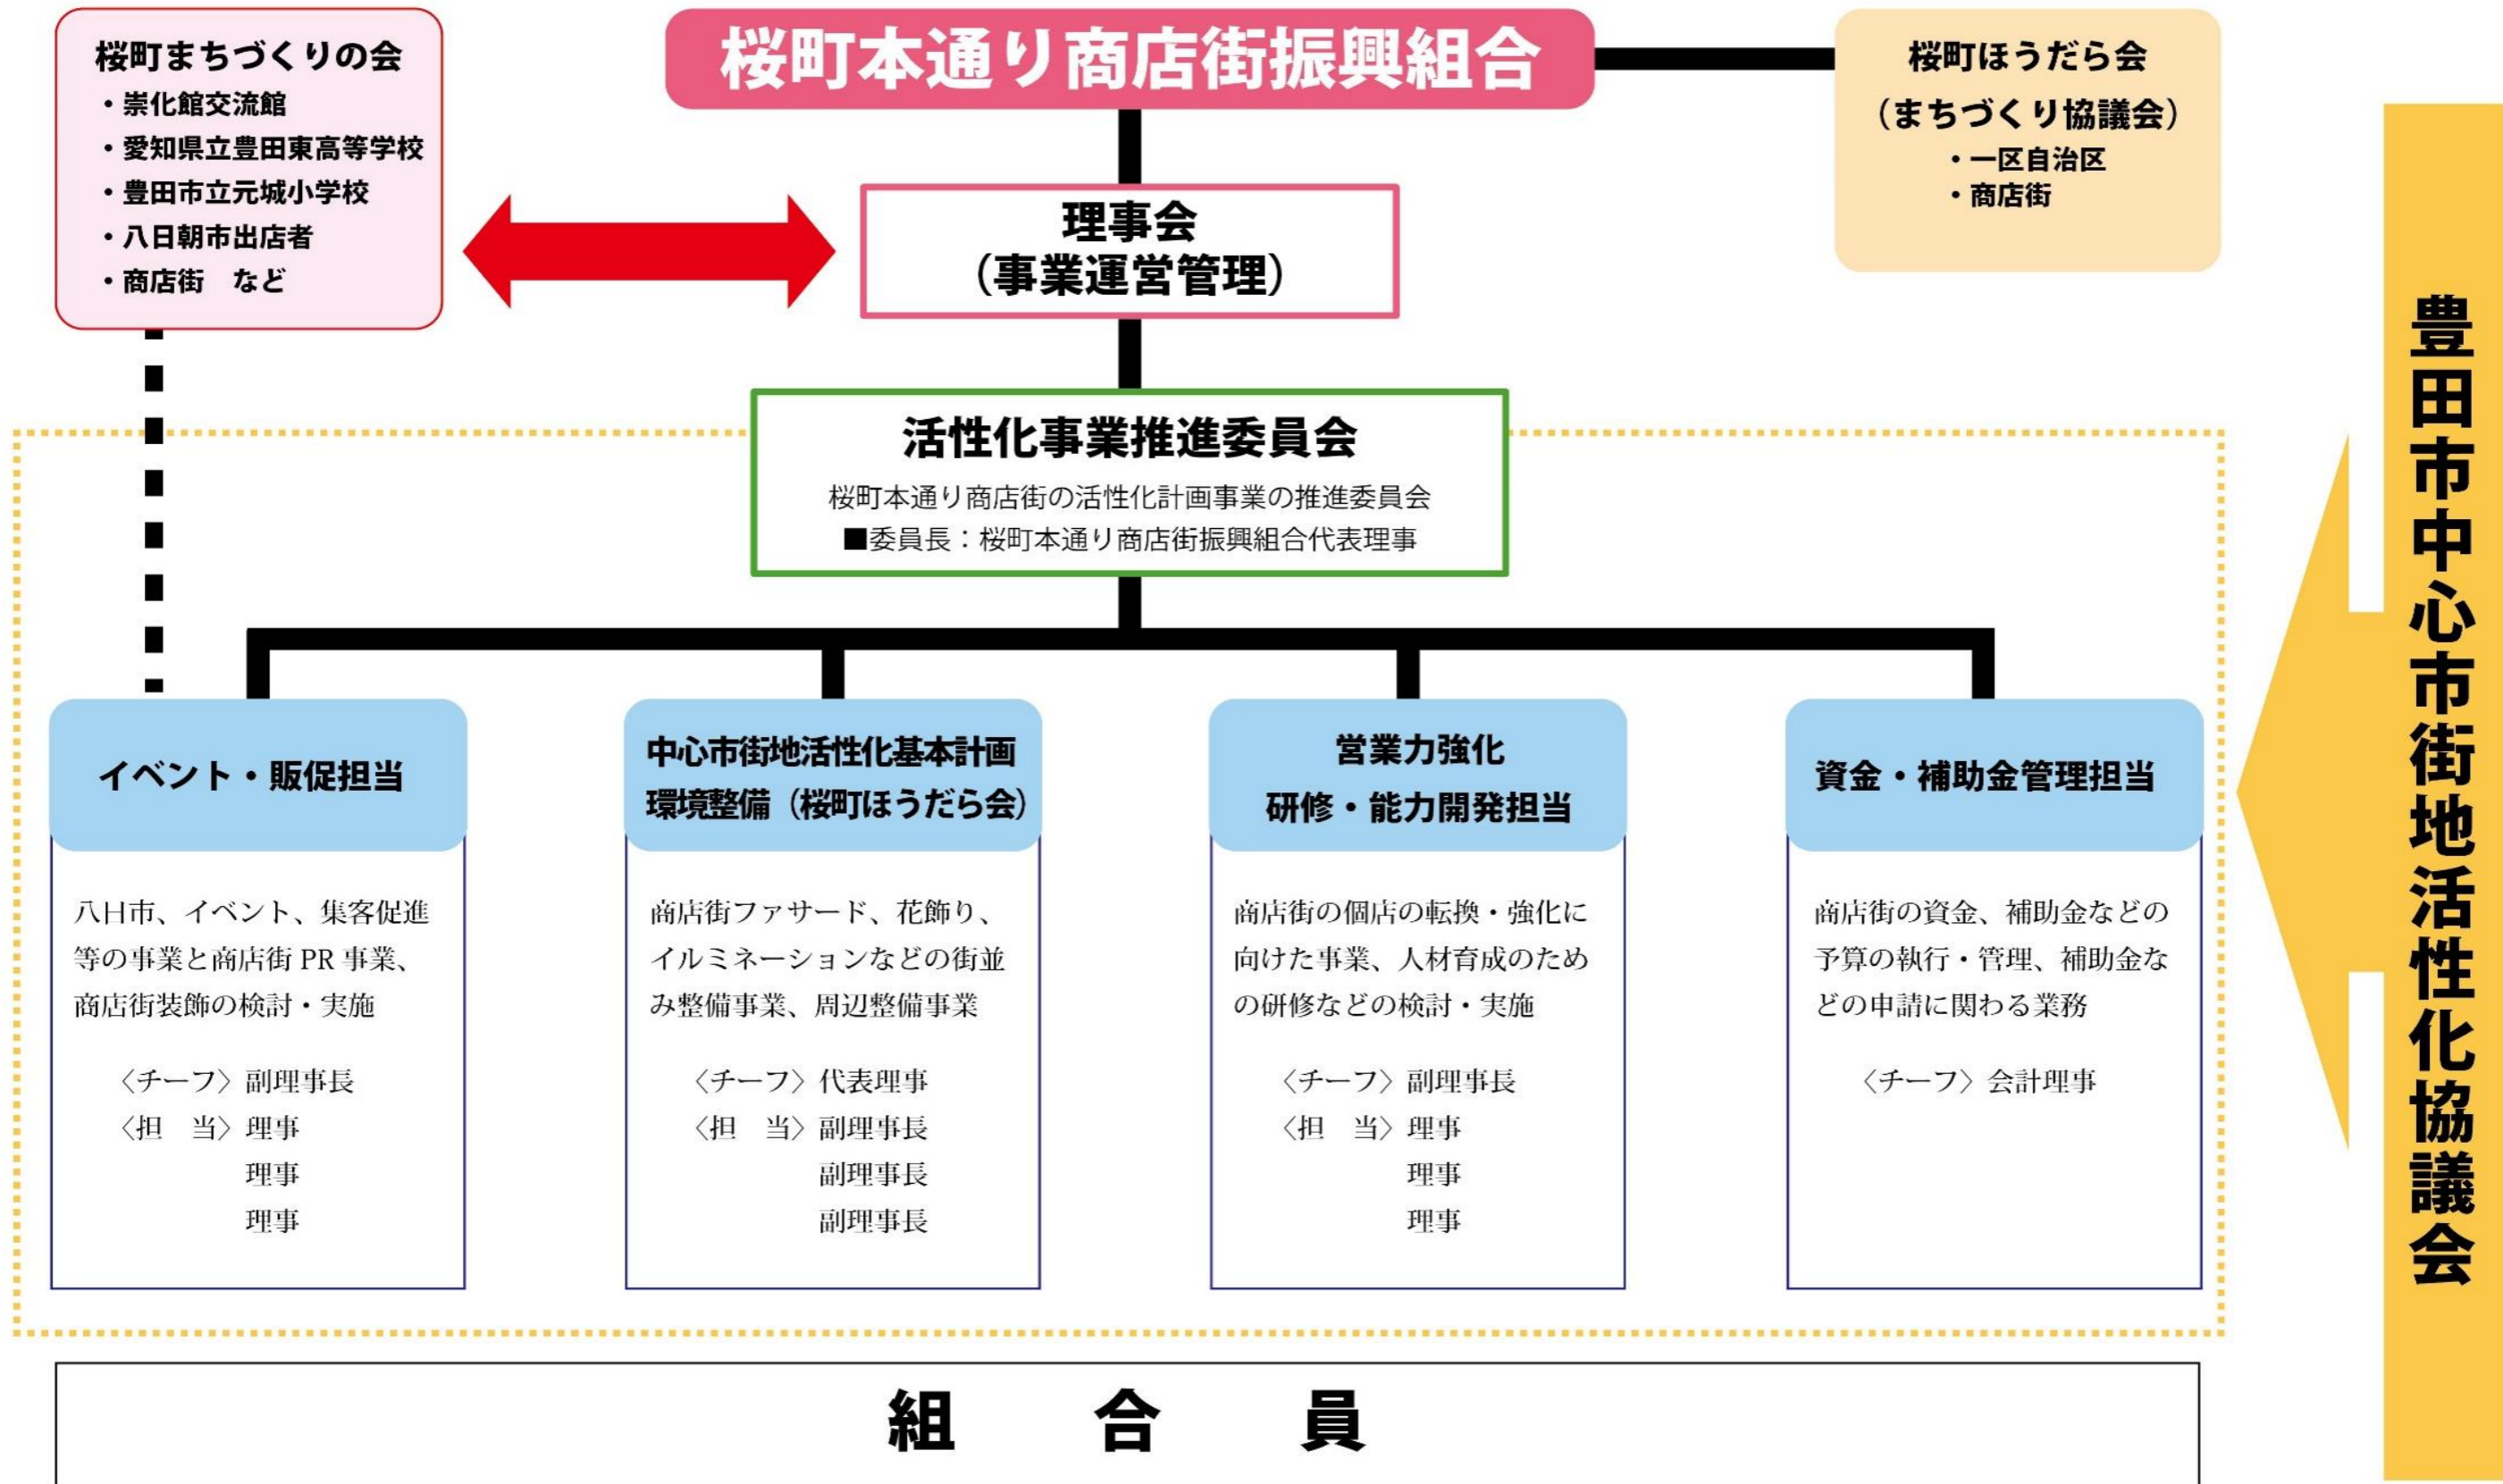 桜町まちづくりの会
・崇化館交流館
・愛知県立豊田東高等学校
・豊田市立元城小学校
・八日朝市出店者
・商店街　など
桜町本通り商店街振興組合
桜町ほうだら会
（まちづくり協議会）
・一区自治区
・商店街
理事会
（事業運営管理）
活性化事業推進委員会
桜町本通り商店街の活性化計画事業の推進委員会
■委員長：桜町本通り商店街振興組合代表理事
イベント・販促担当
八日市、イベント、集客促進
等の事業と商店街 PR 事業、
商店街装飾の検討・実施
〈チーフ〉副理事長
〈担　当〉理事
理事
理事
中心市街地活性化基本計画
環境整備（桜町ほうだら会）
商店街ファサード、花飾り、
イルミネーションなどの街並
み整備事業、周辺整備事業
〈チーフ〉代表理事
〈担　当〉副理事長
副理事長
副理事長
営業力強化
研修・能力開発担当
商店街の個店の転換・強化に
向けた事業、人材育成のため
の研修などの検討・実施
〈チーフ〉副理事長
〈担　当〉理事
理事
理事
資金・補助金管理担当
商店街の資金、補助金などの
予算の執行・管理、補助金な
どの申請に関わる業務
〈チーフ〉会計理事
豊田市中心市街地活性化協議会
組　合　員